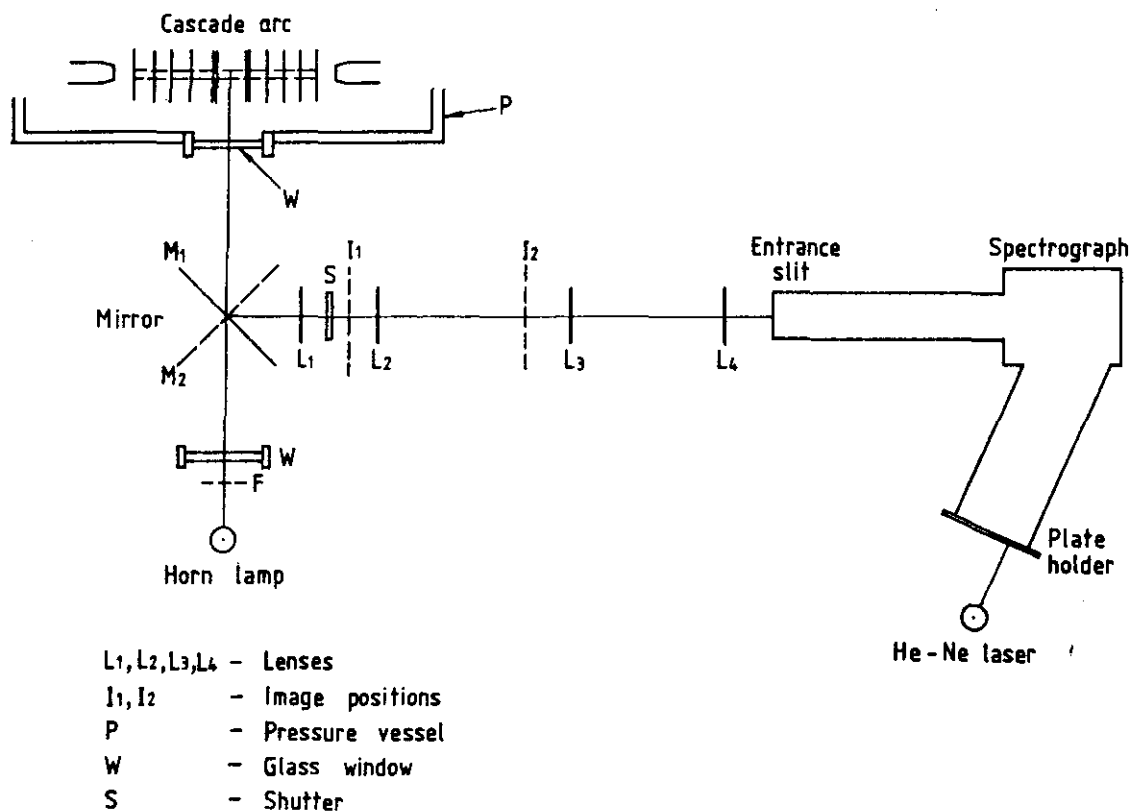 Cascade arc
P
W
M1
I1
I2
Entrance
slit
Spectrograph
S
Mirror
M2
L1
L2
L3
L4
W
F
Horn lamp
Plate
holder
He-Ne laser
L1, L2, L3, L4 - Lenses
I1, I2 - Image positions
P - Pressure vessel
W - Glass window
S - Shutter